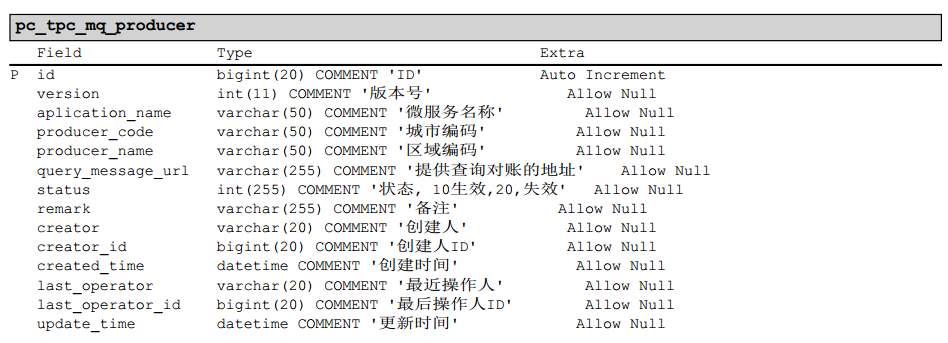 pc_tpc_mq_producer
Field Type Extra
P id bigint(20) COMMENT 'ID' Auto Increment
version int(11) COMMENT '版本号' Allow Null
aplication_name varchar(50) COMMENT '微服务名称' Allow Null
producer_code varchar(50) COMMENT '城市编码' Allow Null
producer_name varchar(50) COMMENT '区域编码' Allow Null
query_message_url varchar(255) COMMENT '提供查询对账的地址' Allow Null
status int(255) COMMENT '状态, 10生效,20,失效' Allow Null
remark varchar(255) COMMENT '备注' Allow Null
creator varchar(20) COMMENT '创建人' Allow Null
creator_id bigint(20) COMMENT '创建人ID' Allow Null
created_time datetime COMMENT '创建时间' Allow Null
last_operator varchar(20) COMMENT '最近操作人' Allow Null
last_operator_id bigint(20) COMMENT '最后操作人ID' Allow Null
update_time datetime COMMENT '更新时间' Allow Null